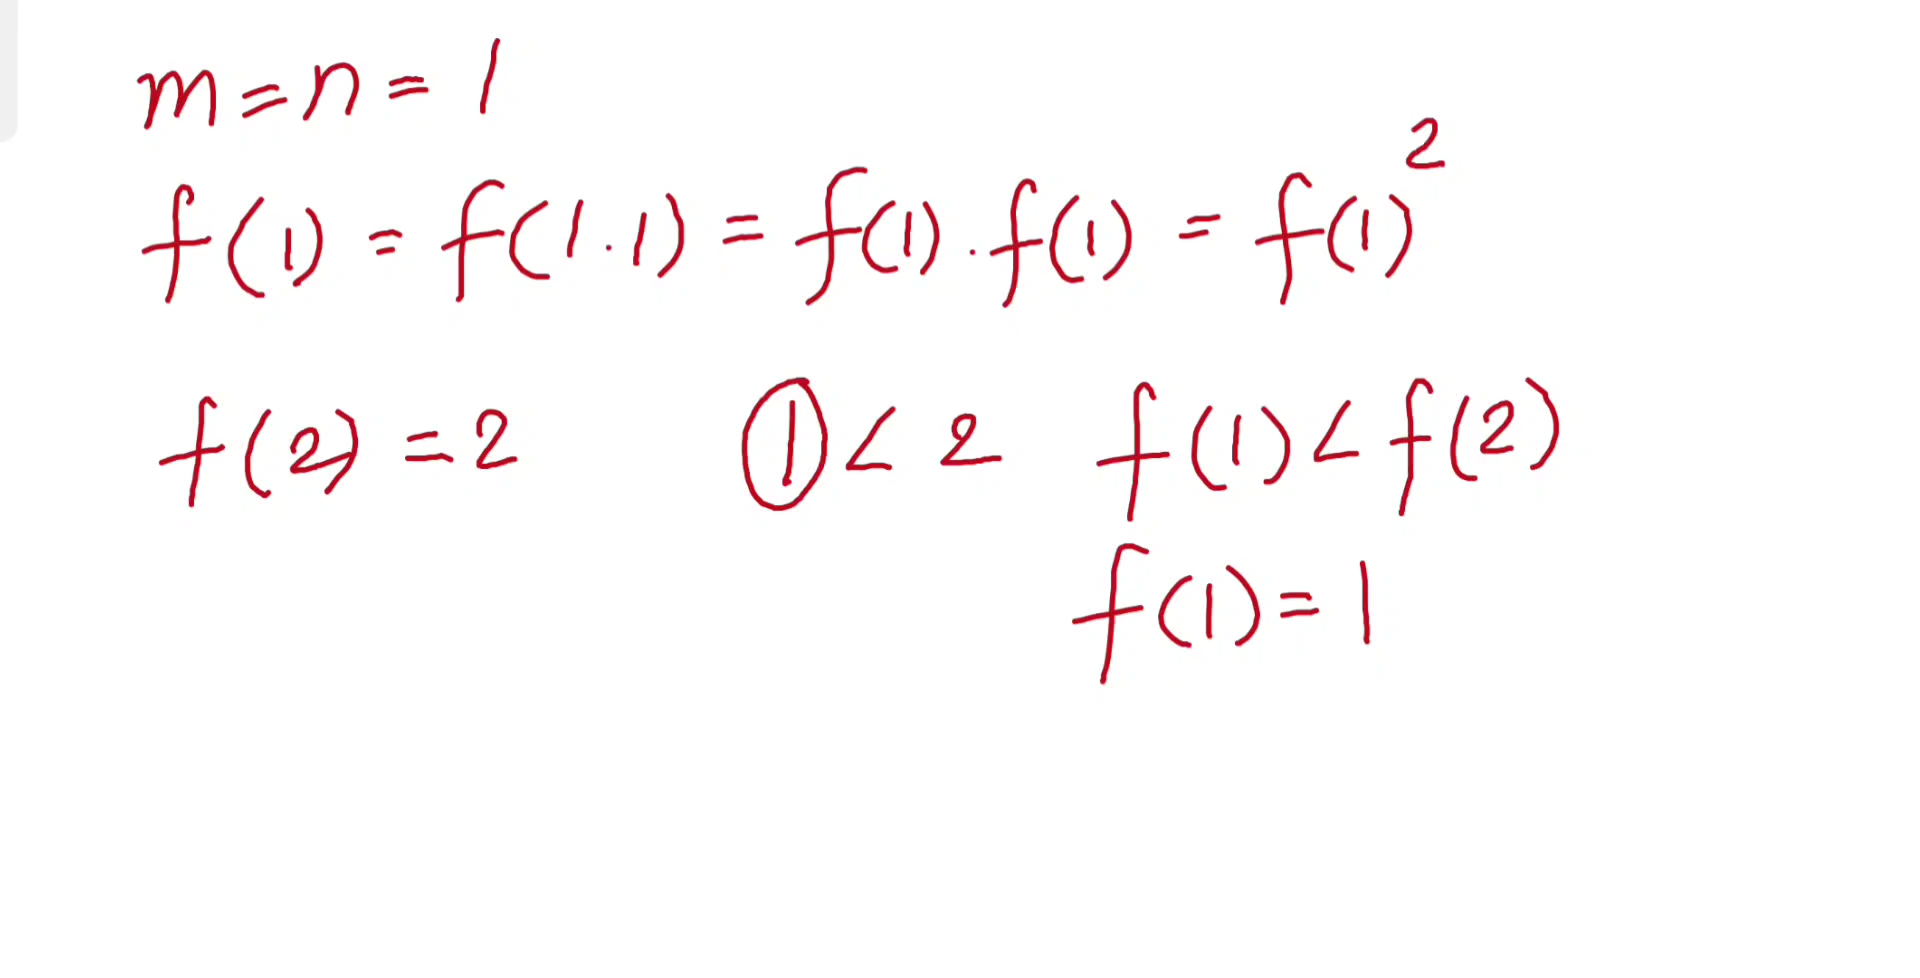 m=n=1
f(1) = f(1.1) = f(1).f(1) = f(1)²
f(2) = 2 1 < 2 f(1) < f(2)
f(1) = 1